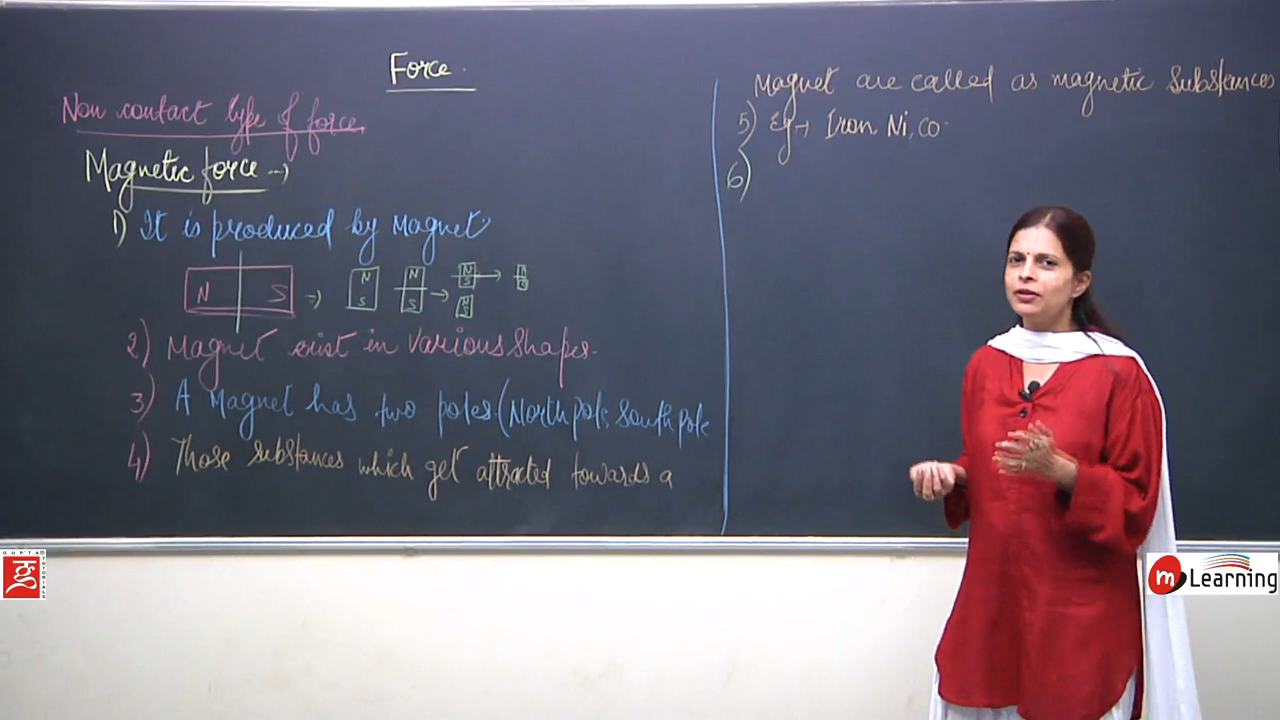 Force.
Non contact type of force
Magnetic force →
1) It is produced by Magnet.
N S ⇒ N S N S → N S → N S
N S
2) Magnet exist in various shapes.
3) A Magnet has two poles (North pole, South pole
4) Those substances which get attracted towards a
Magnet are called as magnetic substances
5) Eg → Iron, Ni, Co.
6)
GUPTA TUTORIALS
m Learning